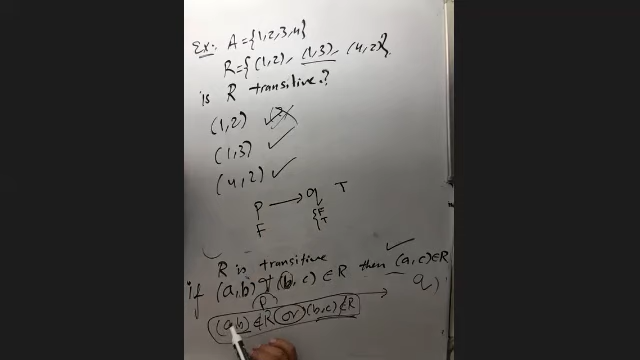 Ex: A={1,2,3,4}
R={(1,2), (1,3), (4,2)}.
is R transitive?
(1,2) ✓
(1,3) ✓
(4,2) ✓
P → q T
F {F T
R is transitive
if (a,b) (b,c) ∈ R then (a,c) ∈ R
P q
(a,b) ∉ R (or) (b,c) ∉ R